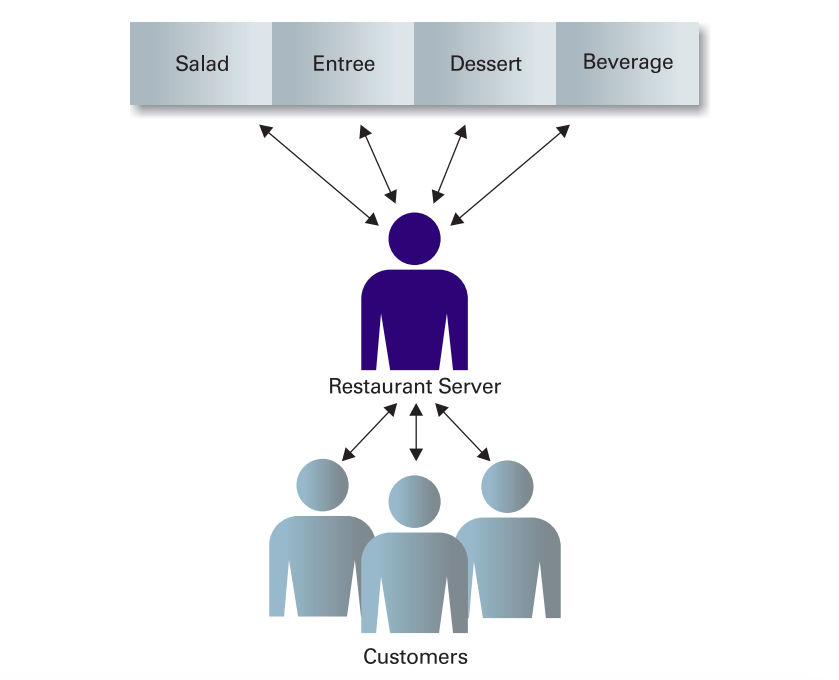 Salad
Entree
Dessert
Beverage
Restaurant Server
Customers